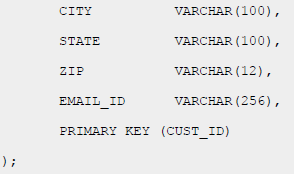 CITY VARCHAR(100),
STATE VARCHAR(100),
ZIP VARCHAR(12),
EMAIL_ID VARCHAR(256),
PRIMARY KEY (CUST_ID)
);